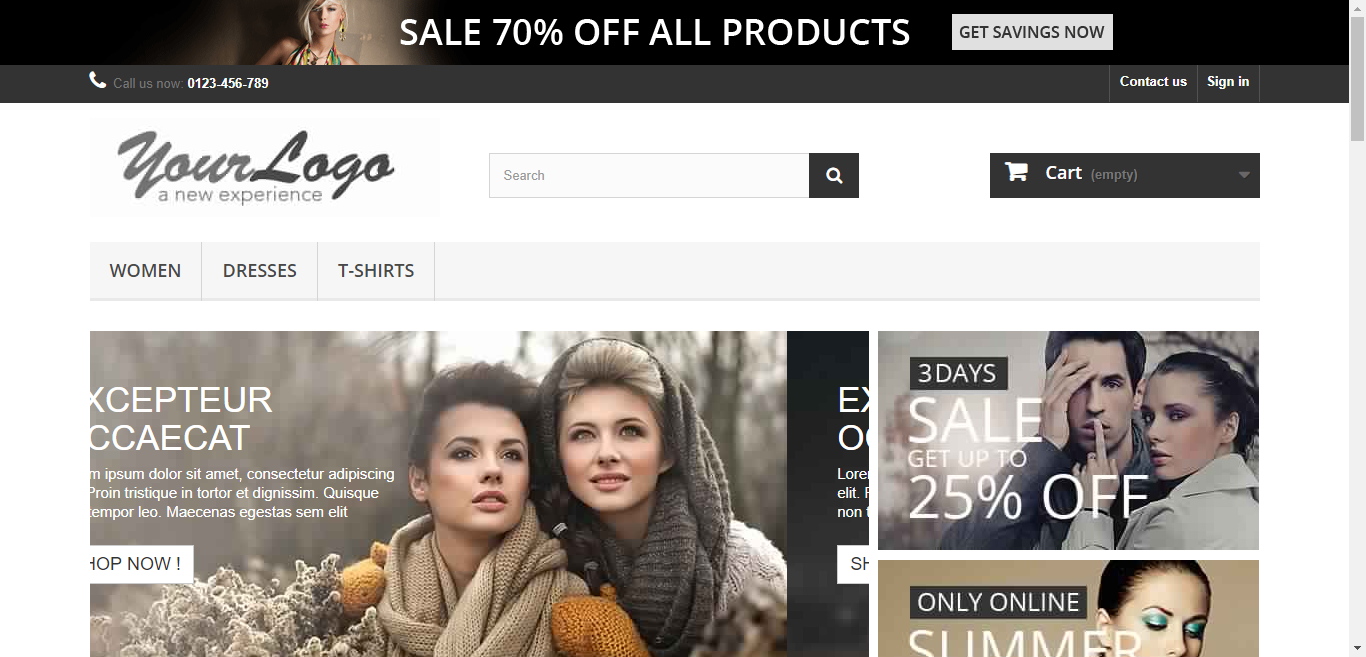 SALE 70% OFF ALL PRODUCTS
GET SAVINGS NOW
Call us now: 0123-456-789
Contact us
Sign in
YourLogo
a new experience
Search
Cart (empty)
WOMEN
DRESSES
T-SHIRTS
XCEPTEUR
CCAECAT
m ipsum dolor sit amet, consectetur adipiscing
Proin tristique in tortor et dignissim. Quisque
tempor leo. Maecenas egestas sem elit
HOP NOW !
EX
OC
Lorem
elit. P
non t
SH
3 DAYS
SALE
GET UP TO
25% OFF
ONLY ONLINE
SUMMER